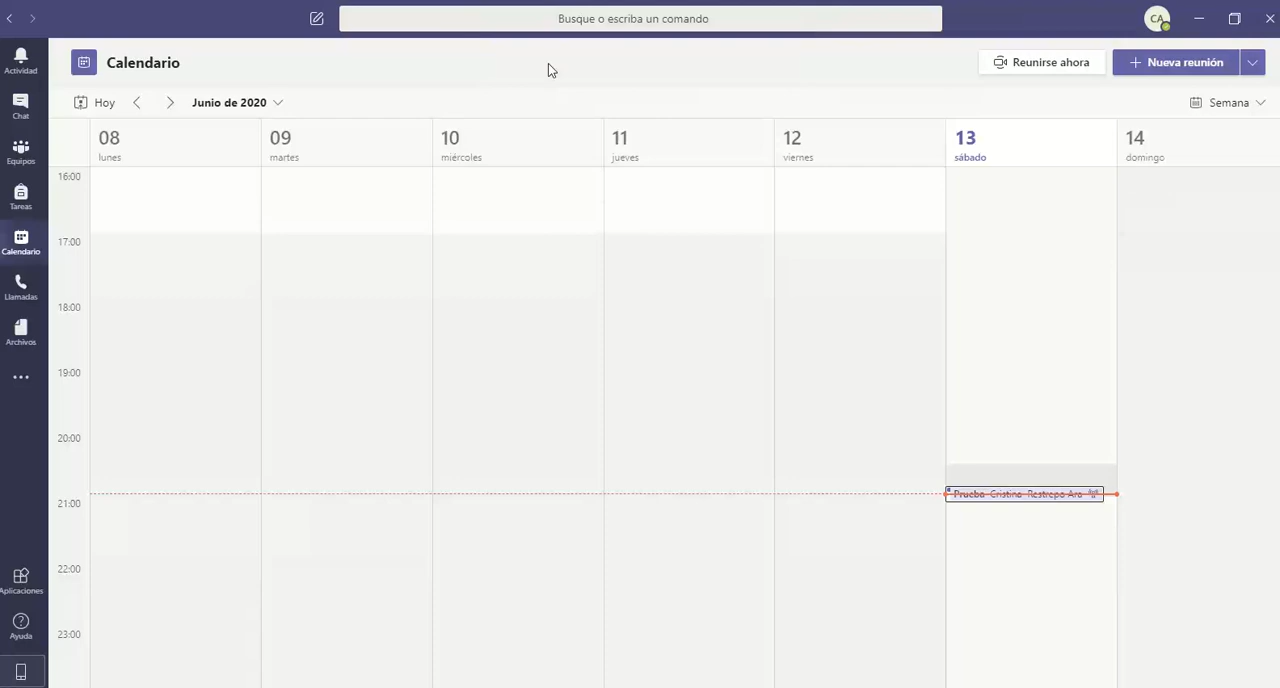 Busque o escriba un comando
CA
Actividad
Chat
Equipos
Tareas
Calendario
Llamadas
Archivos
Aplicaciones
Ayuda
Calendario
Reunirse ahora
Nueva reunión
Hoy
Junio de 2020
Semana
08
lunes
09
martes
10
miércoles
11
jueves
12
viernes
13
sábado
14
domingo
16:00
17:00
18:00
19:00
20:00
21:00
22:00
23:00
Prueba Cristina Restrepo Ara